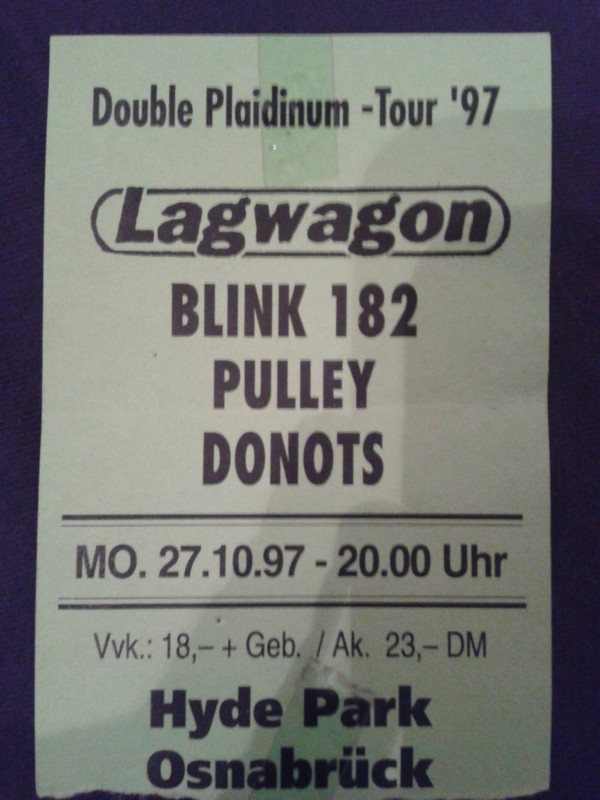 Double Plaidinum -Tour '97
Lagwagon
BLINK 182
PULLEY
DONOTS
MO. 27.10.97 - 20.00 Uhr
Vvk.: 18,– + Geb. / Ak. 23,– DM
Hyde Park
Osnabrück